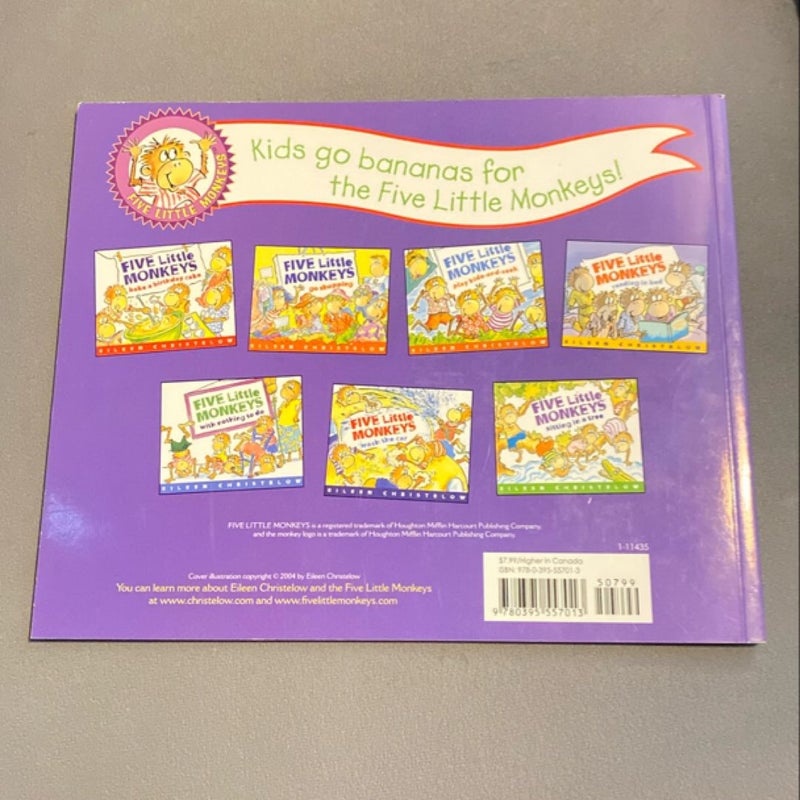 FIVE LITTLE MONKEYS
Kids go bananas for
the Five Little Monkeys!
FIVE Little
MONKEYS
bake a birthday cake
EILEEN CHRISTELOW
FIVE Little
MONKEYS
go shopping
EILEEN CHRISTELOW
FIVE Little
MONKEYS
play hide-and-seek
EILEEN CHRISTELOW
FIVE Little
MONKEYS
reading in bed
EILEEN CHRISTELOW
FIVE Little
MONKEYS
with nothing to do
EILEEN CHRISTELOW
FIVE Little
MONKEYS
wash the car
EILEEN CHRISTELOW
FIVE Little
MONKEYS
sitting in a tree
EILEEN CHRISTELOW
FIVE LITTLE MONKEYS is a registered trademark of Houghton Mifflin Harcourt Publishing Company,
and the monkey logo is a trademark of Houghton Mifflin Harcourt Publishing Company.
1-11435
Cover illustration copyright © 2004 by Eileen Christelow
You can learn more about Eileen Christelow and the Five Little Monkeys
at www.christelow.com and www.fivelittlemonkeys.com
$7.99/Higher in Canada
ISBN: 978-0-395-55701-3
50799
9 780395 557013